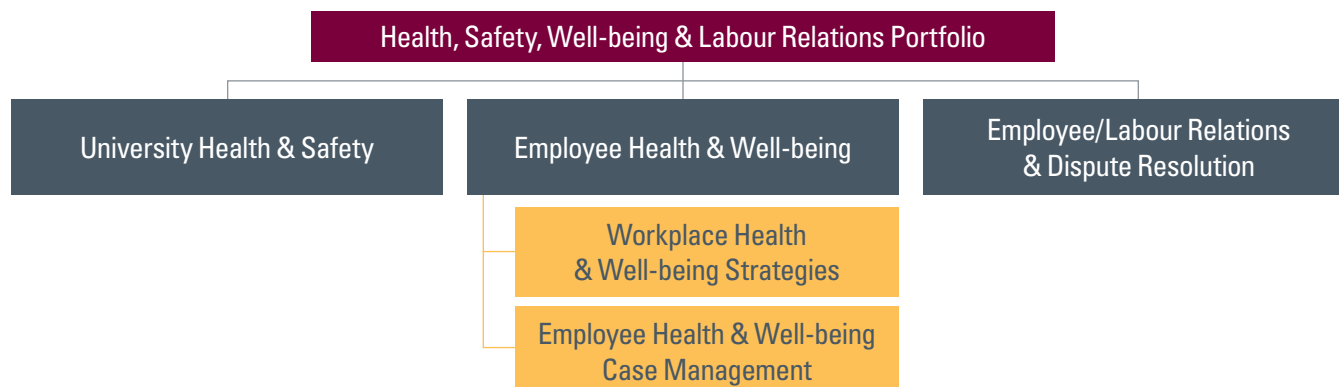 Health, Safety, Well-being & Labour Relations Portfolio
University Health & Safety
Employee Health & Well-being
Employee/Labour Relations
& Dispute Resolution
Workplace Health
& Well-being Strategies
Employee Health & Well-being
Case Management